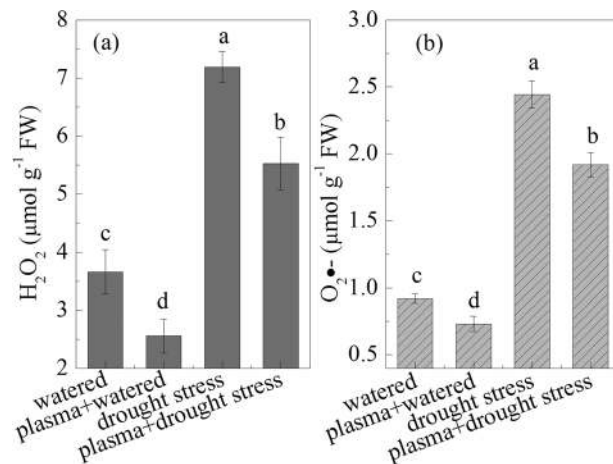 (a)
H₂O₂ (μmol g⁻¹ FW)
8
7
6
5
4
3
2
c
d
a
b
watered
plasma+watered
drought stress
plasma+drought stress
(b)
O₂•- (μmol g⁻¹ FW)
3.0
2.5
2.0
1.5
1.0
0.5
c
d
a
b
watered
plasma+watered
drought stress
plasma+drought stress